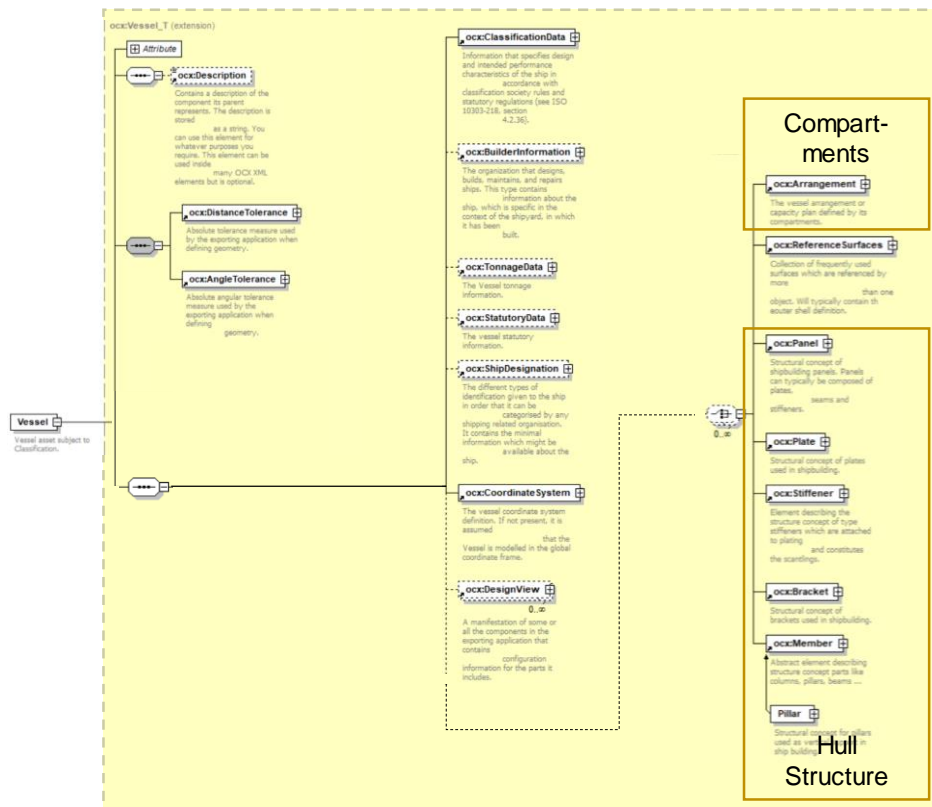 ocx:Vessel_T (extension)
Attribute
ocx:Description
Contains a description of the
component its parent
represents. The description is
stored
as a string. You
can use this element for
whatever purposes you
require. This element can be
used inside
many OCX XML
elements but is optional.
ocx:DistanceTolerance
Absolute tolerance measure used
by the exporting application when
defining geometry.
ocx:AngleTolerance
Absolute angular tolerance
measure used by the
exporting application when
defining
geometry.
Vessel
Vessel asset subject to
Classification.
ocx:ClassificationData
Information that specifies design
and intended performance
characteristics of the ship in
accordance with
classification society rules and
statutory regulations (see ISO
10303-218, section
4.2.36).
ocx:BuilderInformation
The organization that designs,
builds, maintains, and repairs
ships. This type contains
information about the
ship, which is specific in the
context of the shipyard, in which
it has been
built.
ocx:TonnageData
The Vessel tonnage
information.
ocx:StatutoryData
The vessel statutory
information.
ocx:ShipDesignation
The different types of
identification given to the ship
in order that it can be
categorised by any
shipping related organisation.
It contains the minimal
information which might be
available about the
ship.
ocx:CoordinateSystem
The vessel coordinate system
definition. If not present, it is
assumed
that the
Vessel is modelled in the global
coordinate frame.
ocx:DesignView
0..∞
A manifestation of some or
all the components in the
exporting application that
contains
configuration
information for the parts it
includes.
0..∞
Compart-
ments
ocx:Arrangement
The vessel arrangement or
capacity plan defined by its
compartments.
ocx:ReferenceSurfaces
Collection of frequently used
surfaces which are referenced by
more
than one
object. Will typically contain th
eouter shell definition.
ocx:Panel
Structural concept of
shipbuilding panels. Panels
can typically be composed of
plates.
seams and
stiffeners.
ocx:Plate
Structural concept of plates
used in shipbuilding.
ocx:Stiffener
Element describing the
structure concept of type
stiffeners which are attached
to plating
and constitutes
the scantlings.
ocx:Bracket
Structural concept of
brackets used in shipbuilding.
ocx:Member
Abstract element describing
structure concept parts like
columns, pillars, beams ...
Pillar
Structural concept for pillars
used as in
ship building
Hull
Structure